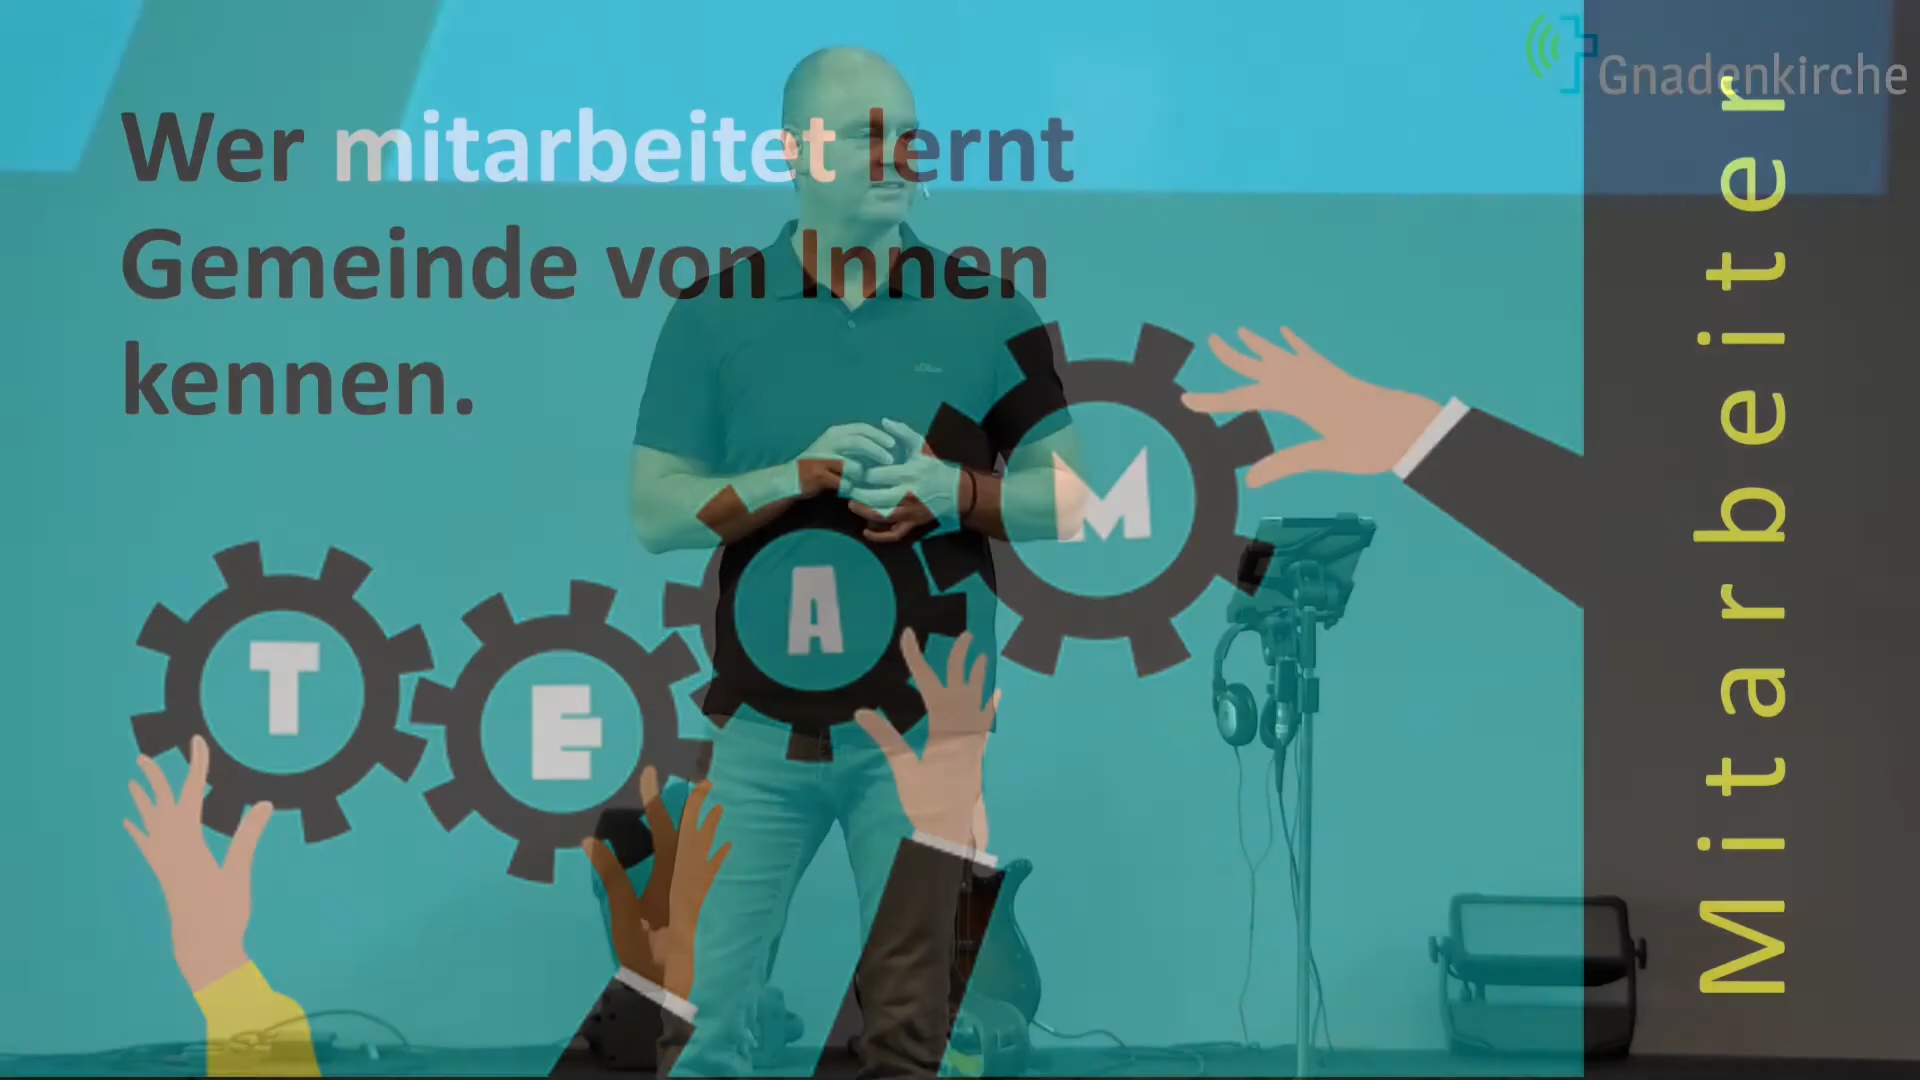 Gnadenkirche
Wer mitarbeitet lernt
Gemeinde von Innen
kennen.
T E A M
Mitarbeiter